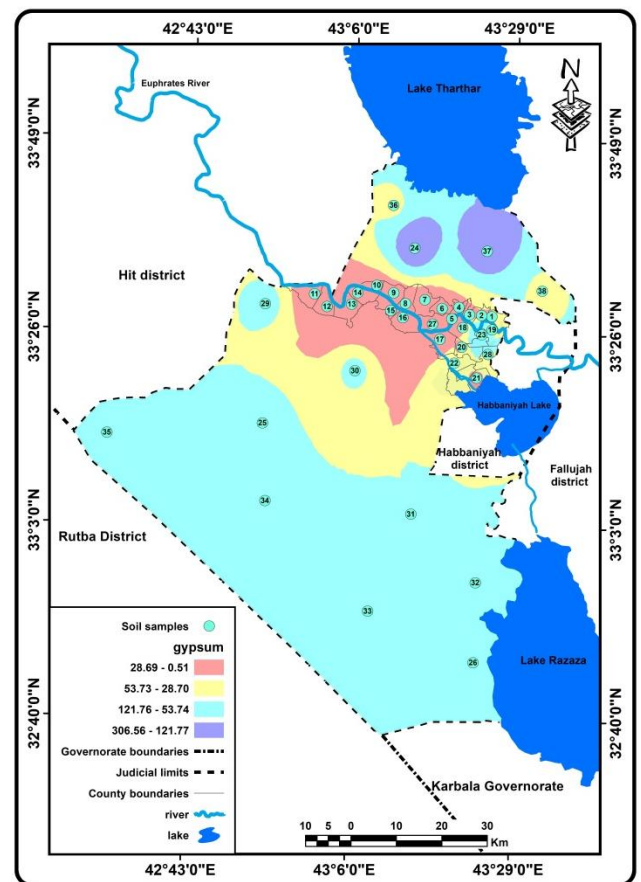 42°43'0"E 43°6'0"E 43°29'0"E
N
Euphrates River
Lake Tharthar
33°49'0"N 33°49'0"N
36
24 37
Hit district
38
29
11 14 10 9 7 4
12 13 8 6 3 2 1
15 16 27 5 18 23 19
33°26'0"N 33°26'0"N
17 20 28
30 22 21
Habbaniyah Lake
25
35
Habbaniyah
district
Fallujah
district
34
31
33°3'0"N 33°3'0"N
Rutba District
32
33
26
Lake Razaza
Soil samples
gypsum
28.69 - 0.51
53.73 - 28.70
121.76 - 53.74
306.56 - 121.77
Governorate boundaries
Judicial limits
County boundaries
river
lake
32°40'0"N 32°40'0"N
Karbala Governorate
10 5 0 10 20 30
Km
42°43'0"E 43°6'0"E 43°29'0"E